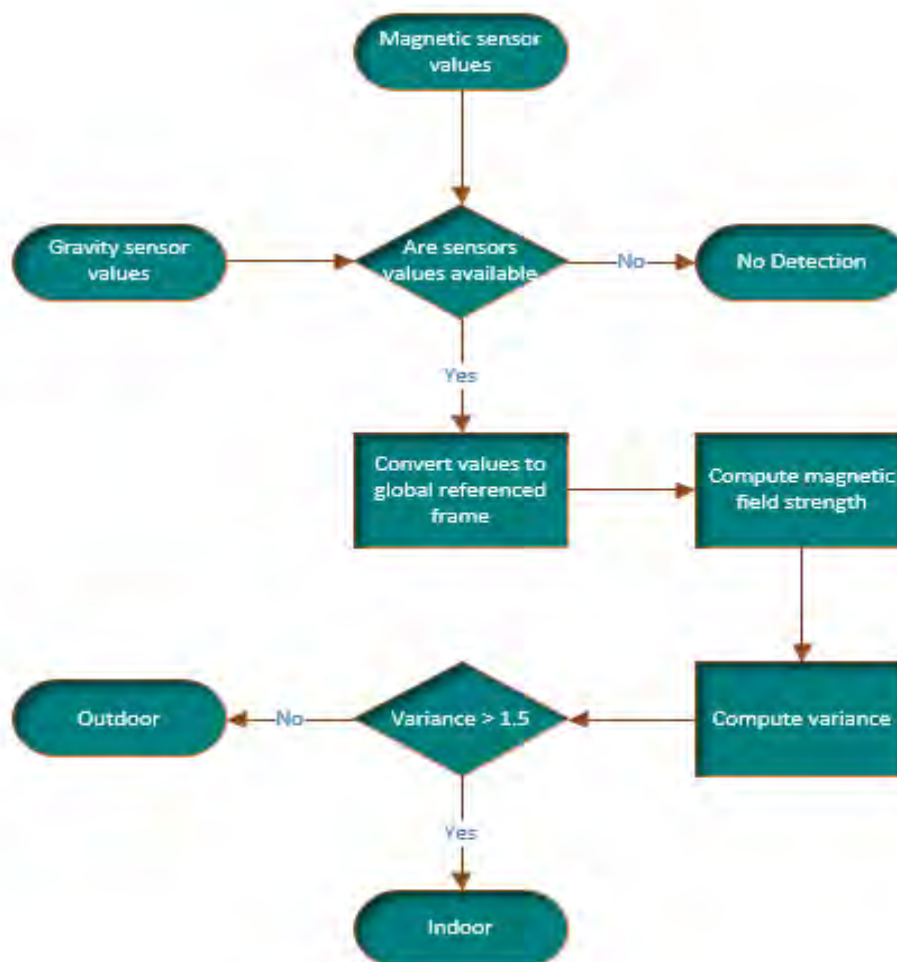 Magnetic sensor
values
Gravity sensor
values
Are sensors
values available
No
No Detection
Yes
Convert values to
global referenced
frame
Compute magnetic
field strength
Outdoor
No
Variance > 1.5
Compute variance
Yes
Indoor